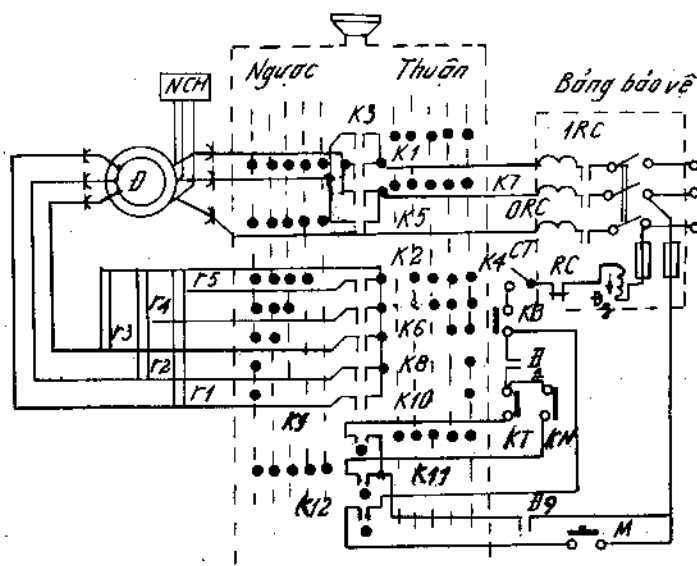 Ngược
Thuận
Bảng bảo vệ
NCH
K3
1RC
K1
K7
Đ
ORC
K5
K2
K4
CT
RC
r5
r4
KB
r3
K6
r2
K8
r1
K10
K9
KT
KN
K11
K12
Đg
M